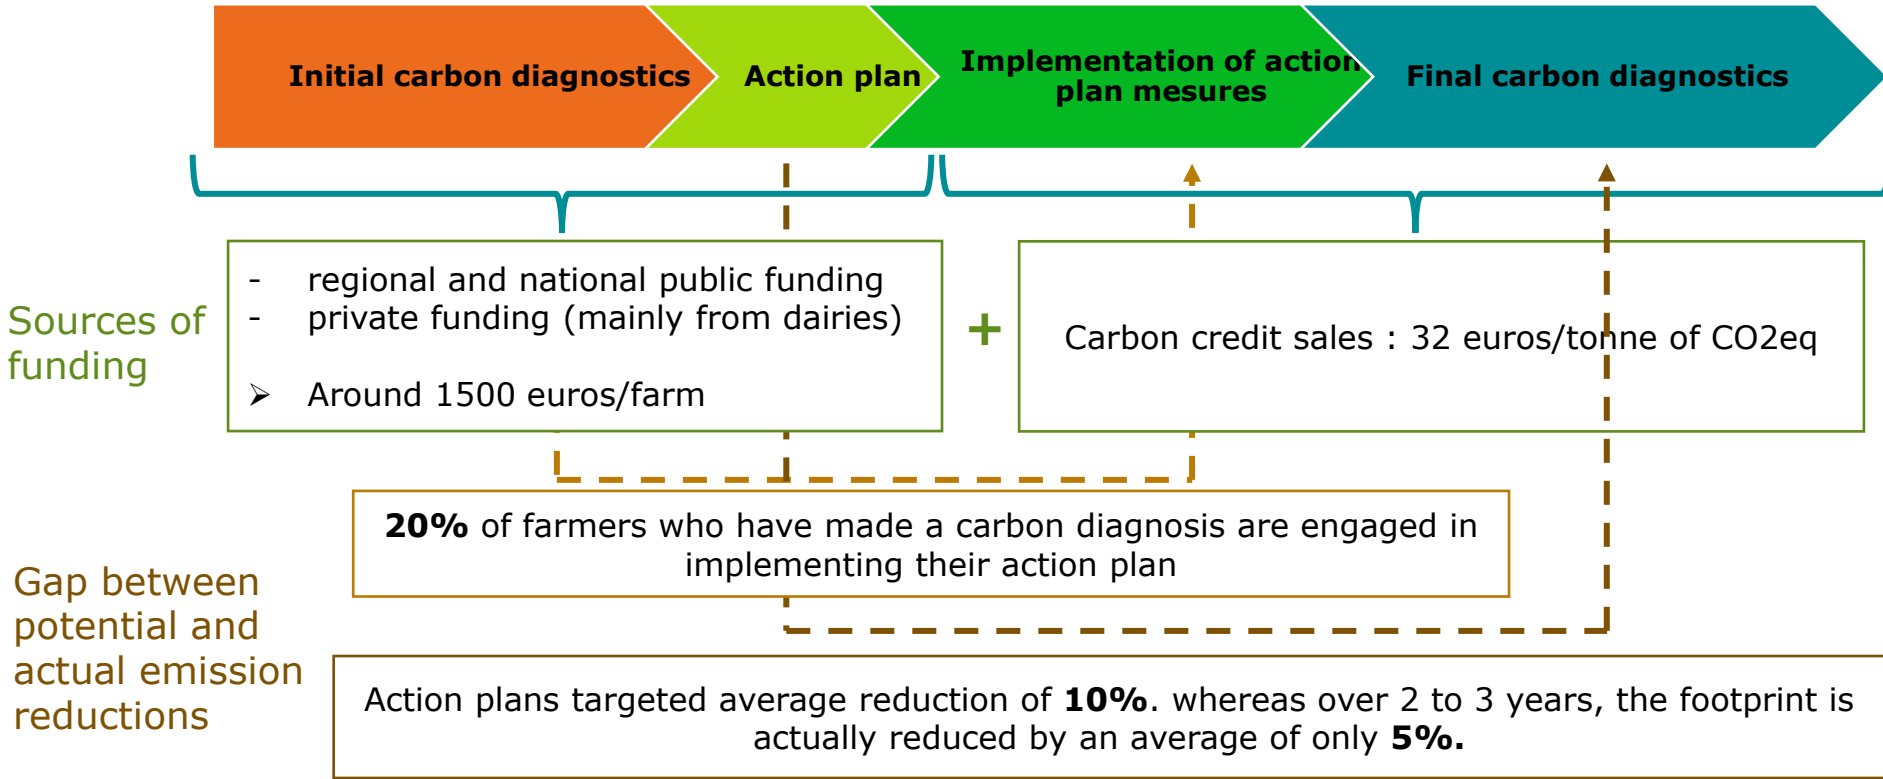 Initial carbon diagnostics
Action plan
Implementation of action
plan mesures
Final carbon diagnostics
Sources of
funding
- regional and national public funding
- private funding (mainly from dairies)
➢ Around 1500 euros/farm
+
Carbon credit sales : 32 euros/tonne of CO2eq
20% of farmers who have made a carbon diagnosis are engaged in
implementing their action plan
Gap between
potential and
actual emission
reductions
Action plans targeted average reduction of 10%. whereas over 2 to 3 years, the footprint is
actually reduced by an average of only 5%.